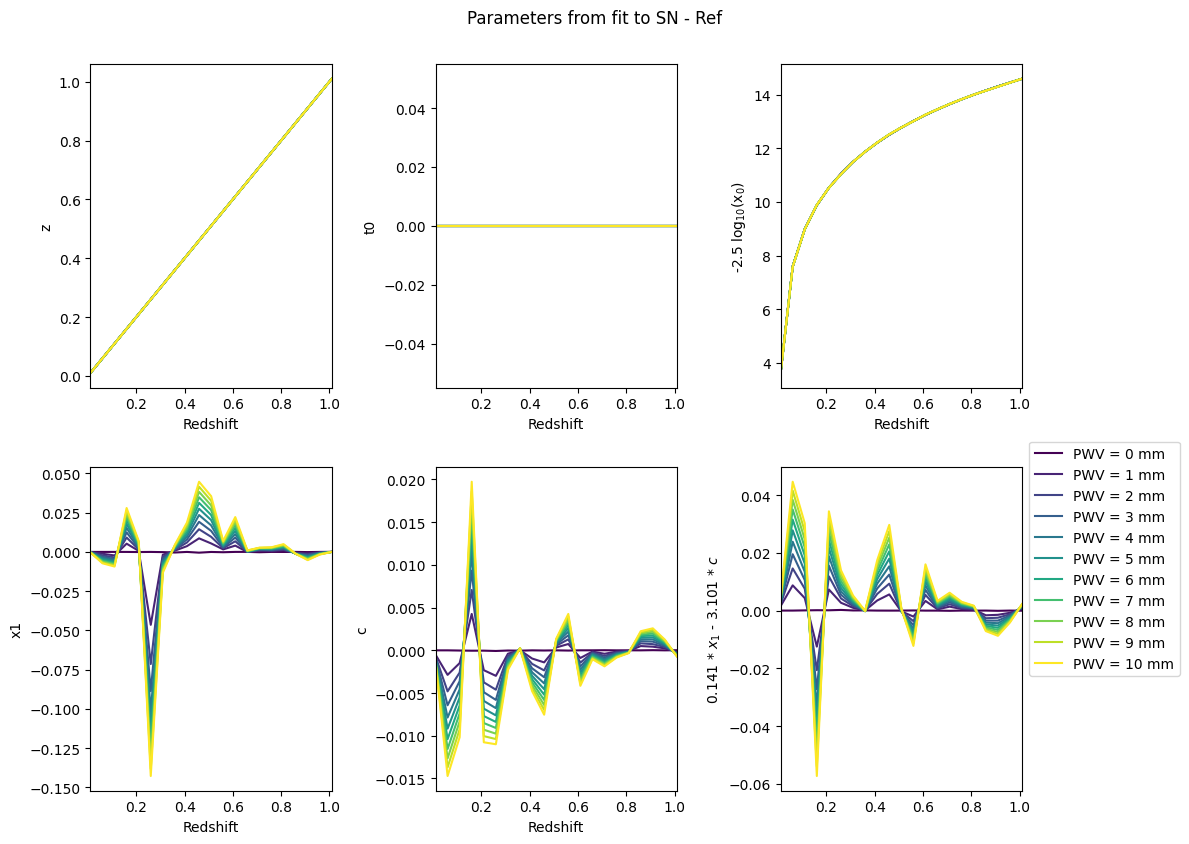 Parameters from fit to SN - Ref
z
1.0
0.8
0.6
0.4
0.2
0.0
0.2 0.4 0.6 0.8 1.0
Redshift
t0
0.04
0.02
0.00
−0.02
−0.04
0.2 0.4 0.6 0.8 1.0
Redshift
-2.5 log₁₀(x₀)
14
12
10
8
6
4
0.2 0.4 0.6 0.8 1.0
Redshift
x1
0.050
0.025
0.000
−0.025
−0.050
−0.075
−0.100
−0.125
−0.150
0.2 0.4 0.6 0.8 1.0
Redshift
c
0.020
0.015
0.010
0.005
0.000
−0.005
−0.010
−0.015
0.2 0.4 0.6 0.8 1.0
Redshift
0.141 * x₁ - 3.101 * c
0.04
0.02
0.00
−0.02
−0.04
−0.06
0.2 0.4 0.6 0.8 1.0
PWV = 0 mm
PWV = 1 mm
PWV = 2 mm
PWV = 3 mm
PWV = 4 mm
PWV = 5 mm
PWV = 6 mm
PWV = 7 mm
PWV = 8 mm
PWV = 9 mm
PWV = 10 mm